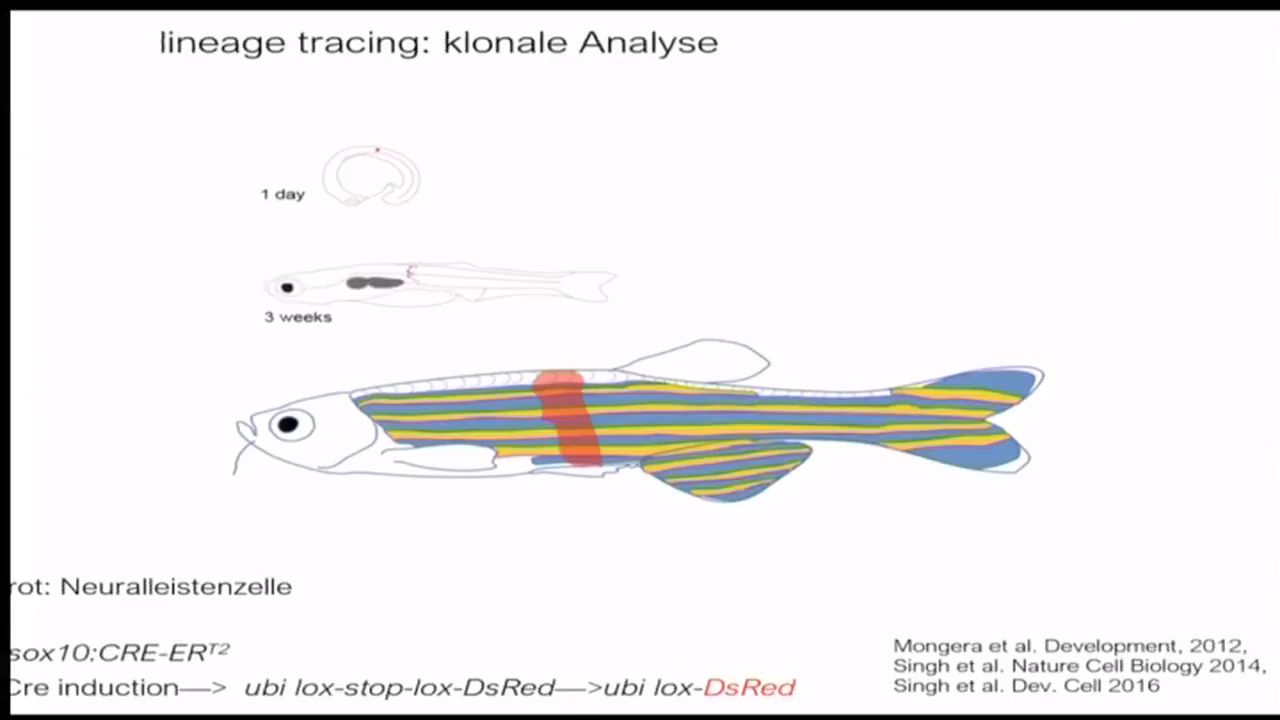 lineage tracing: klonale Analyse
1 day
3 weeks
rot: Neuralleistenzelle
sox10:CRE-ERᵀ²
Cre induction—> ubi lox-stop-lox-DsRed—>ubi lox-DsRed
Mongera et al. Development, 2012,
Singh et al. Nature Cell Biology 2014,
Singh et al. Dev. Cell 2016